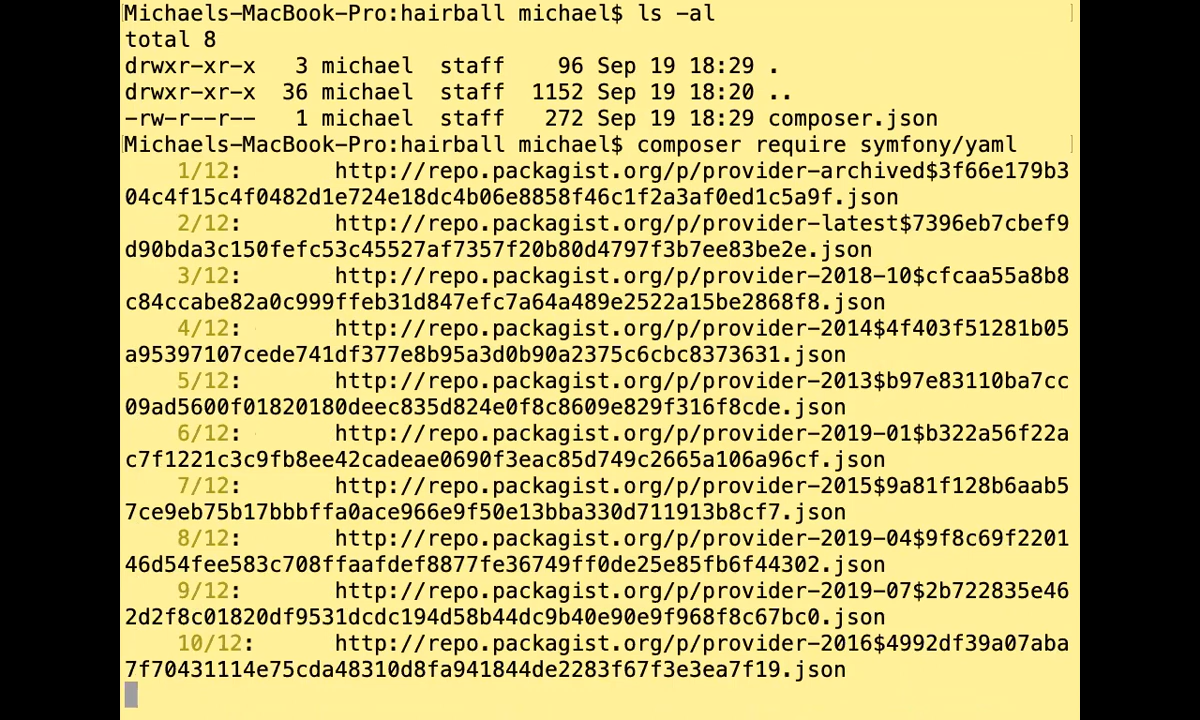 Michaels-MacBook-Pro:hairball michael$ ls -al
total 8
drwxr-xr-x   3 michael  staff    96 Sep 19 18:29 .
drwxr-xr-x  36 michael  staff  1152 Sep 19 18:20 ..
-rw-r--r--   1 michael  staff   272 Sep 19 18:29 composer.json
Michaels-MacBook-Pro:hairball michael$ composer require symfony/yaml
    1/12:       http://repo.packagist.org/p/provider-archived$3f66e179b3
04c4f15c4f0482d1e724e18dc4b06e8858f46c1f2a3af0ed1c5a9f.json
    2/12:       http://repo.packagist.org/p/provider-latest$7396eb7cbef9
d90bda3c150fefc53c45527af7357f20b80d4797f3b7ee83be2e.json
    3/12:       http://repo.packagist.org/p/provider-2018-10$cfcaa55a8b8
c84ccabe82a0c999ffeb31d847efc7a64a489e2522a15be2868f8.json
    4/12:       http://repo.packagist.org/p/provider-2014$4f403f51281b05
a95397107cede741df377e8b95a3d0b90a2375c6cbc8373631.json
    5/12:       http://repo.packagist.org/p/provider-2013$b97e83110ba7cc
09ad5600f01820180deec835d824e0f8c8609e829f316f8cde.json
    6/12:       http://repo.packagist.org/p/provider-2019-01$b322a56f22a
c7f1221c3c9fb8ee42cadeae0690f3eac85d749c2665a106a96cf.json
    7/12:       http://repo.packagist.org/p/provider-2015$9a81f128b6aab5
7ce9eb75b17bbbffa0ace966e9f50e13bba330d711913b8cf7.json
    8/12:       http://repo.packagist.org/p/provider-2019-04$9f8c69f2201
46d54fee583c708ffaafdef8877fe36749ff0de25e85fb6f44302.json
    9/12:       http://repo.packagist.org/p/provider-2019-07$2b722835e46
2d2f8c01820df9531dcdc194d58b44dc9b40e90e9f968f8c67bc0.json
    10/12:       http://repo.packagist.org/p/provider-2016$4992df39a07aba
7f70431114e75cda48310d8fa941844de2283f67f3e3ea7f19.json